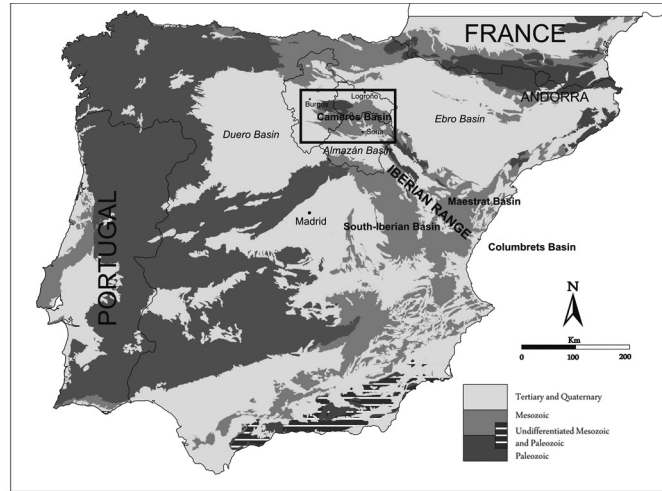 FRANCE
ANDORRA
Logroño
Burgos
Cameros Basin
Soria
Duero Basin
Ebro Basin
Almazán Basin
IBERIAN RANGE
Maestrat Basin
Madrid
South-Iberian Basin
Columbrets Basin
PORTUGAL
N
Km
0 100 200
Tertiary and Quaternary
Mesozoic
Undifferentiated Mesozoic
and Paleozoic
Paleozoic